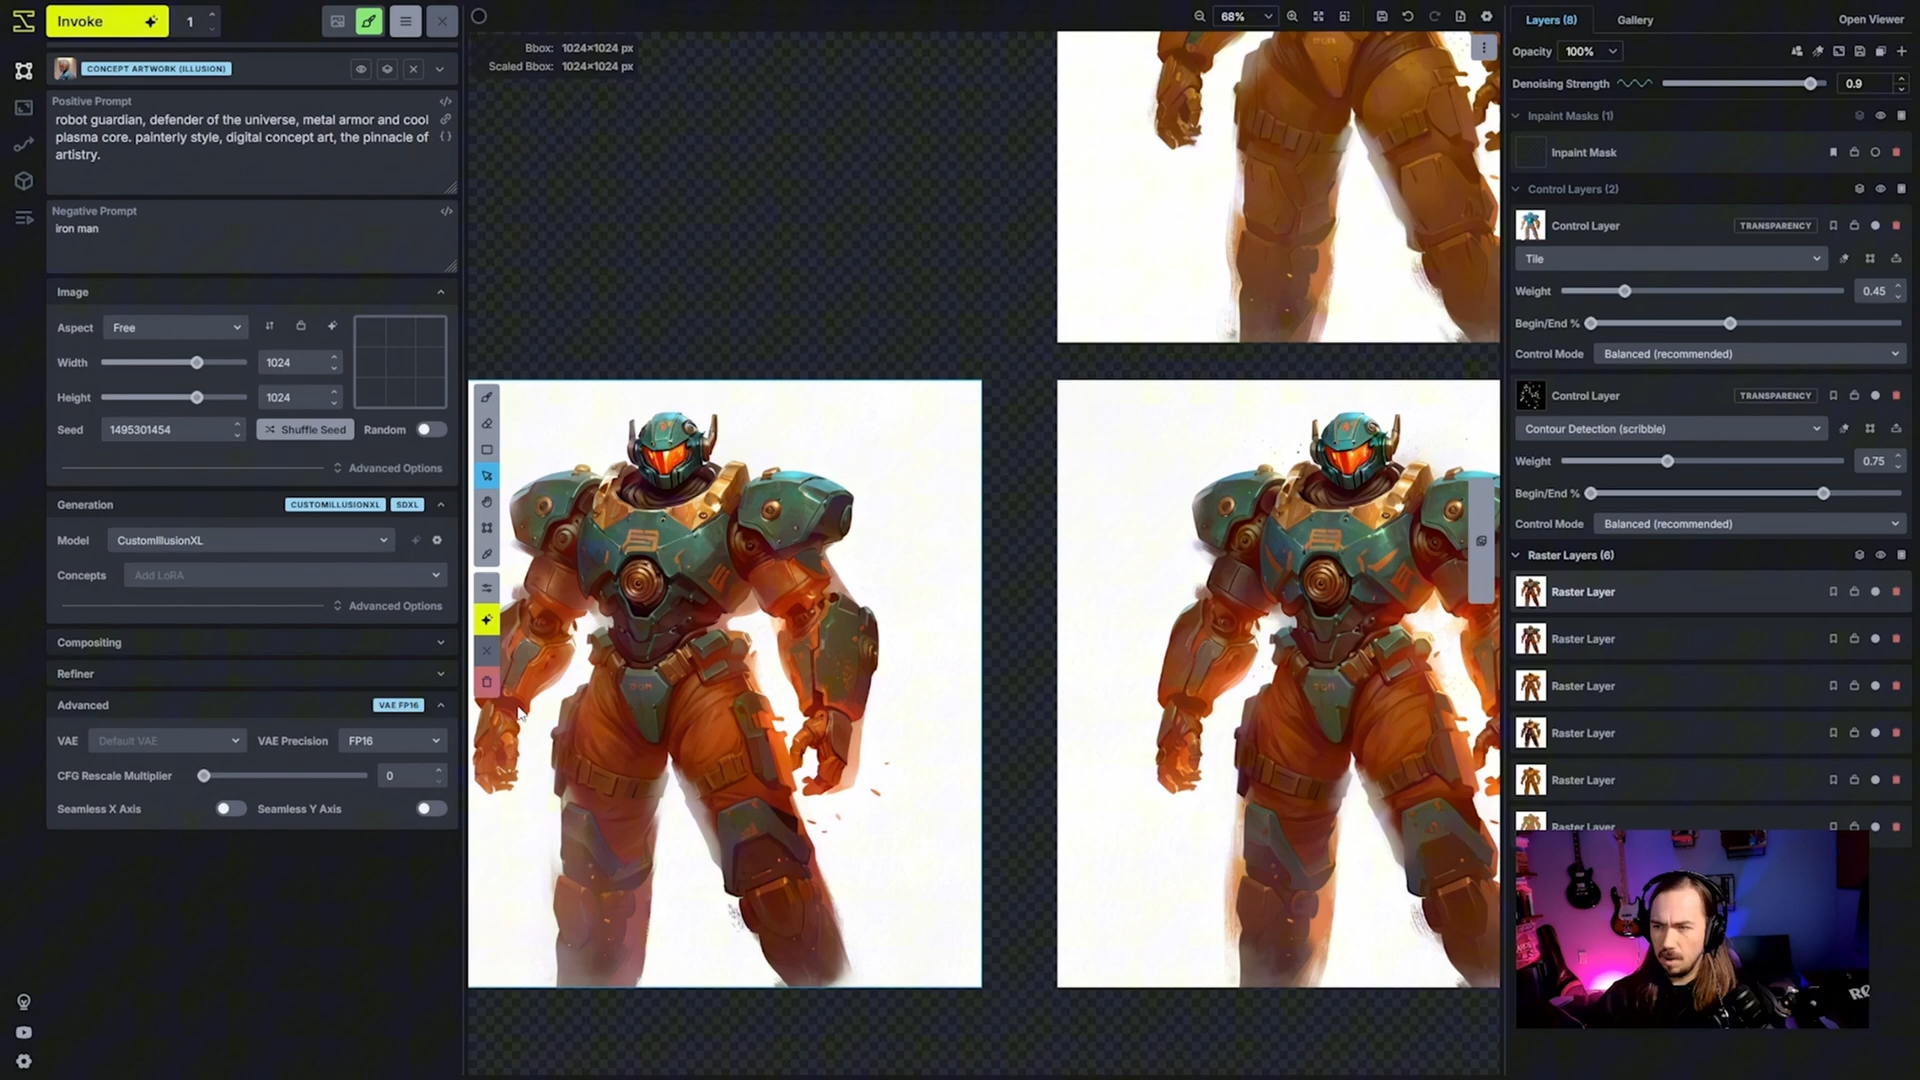 Invoke
1
Bbox: 1024×1024 px
Scaled Bbox: 1024×1024 px
68%
Layers (8)
Gallery
Open Viewer
CONCEPT ARTWORK (ILLUSION)
Positive Prompt
robot guardian, defender of the universe, metal armor and cool
plasma core. painterly style, digital concept art, the pinnacle of
artistry.
Negative Prompt
iron man
Image
Aspect
Free
Width
1024
Height
1024
Seed
1495301454
Shuffle Seed
Random
Advanced Options
Generation
CUSTOMILLUSIONXL
SDXL
Model
CustomIllusionXL
Concepts
Add LoRA
Advanced Options
Compositing
Refiner
Advanced
VAE FP16
VAE
Default VAE
VAE Precision
FP16
CFG Rescale Multiplier
0
Seamless X Axis
Seamless Y Axis
Opacity
100%
Denoising Strength
0.9
Inpaint Masks (1)
Inpaint Mask
Control Layers (2)
Control Layer
TRANSPARENCY
Tile
Weight
0.45
Begin/End %
Control Mode
Balanced (recommended)
Control Layer
TRANSPARENCY
Contour Detection (scribble)
Weight
0.75
Begin/End %
Control Mode
Balanced (recommended)
Raster Layers (6)
Raster Layer
Raster Layer
Raster Layer
Raster Layer
Raster Layer
Raster Layer